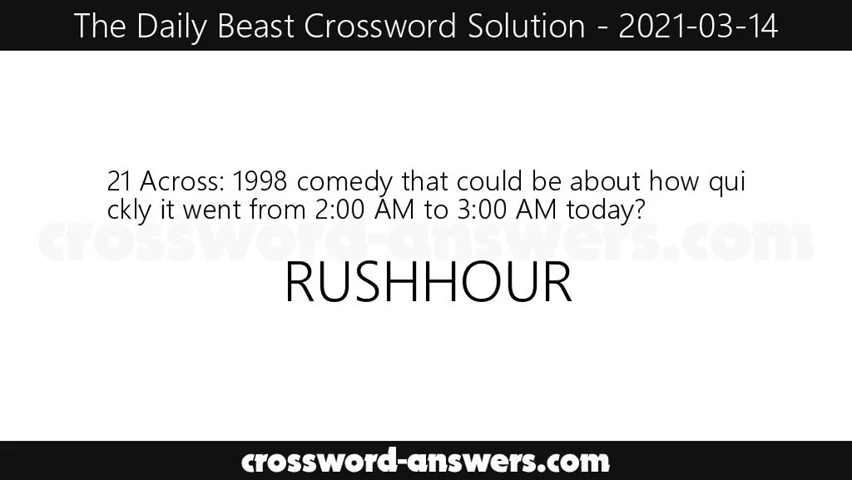 The Daily Beast Crossword Solution - 2021-03-14
21 Across: 1998 comedy that could be about how qui
ckly it went from 2:00 AM to 3:00 AM today?
crossword-answers.com
RUSHHOUR
crossword-answers.com